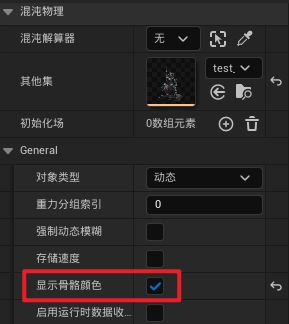 混沌物理
混沌解算器 无
其他集 test_
初始化场 0数组元素
General
对象类型 动态
重力分组索引 0
强制动态模糊
存储速度
显示骨骼颜色
启用运行时数据收...